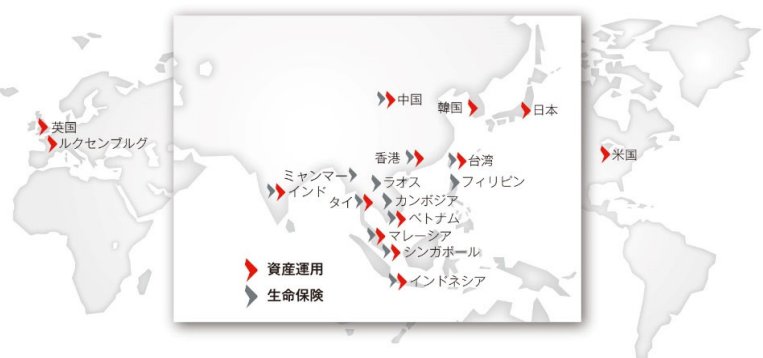 中国
韓国
日本
英国
ルクセンブルグ
香港
台湾
米国
ミャンマー
ラオス
フィリピン
インド
タイ
カンボジア
ベトナム
マレーシア
シンガポール
資産運用
インドネシア
生命保険